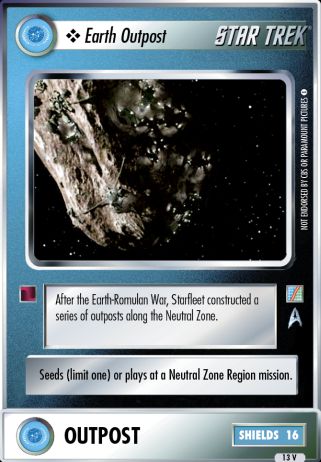 ❖ Earth Outpost
STAR TREK®
NOT ENDORSED BY CBS OR PARAMOUNT PICTURES
After the Earth-Romulan War, Starfleet constructed a
series of outposts along the Neutral Zone.
Seeds (limit one) or plays at a Neutral Zone Region mission.
OUTPOST
SHIELDS 16
13 V